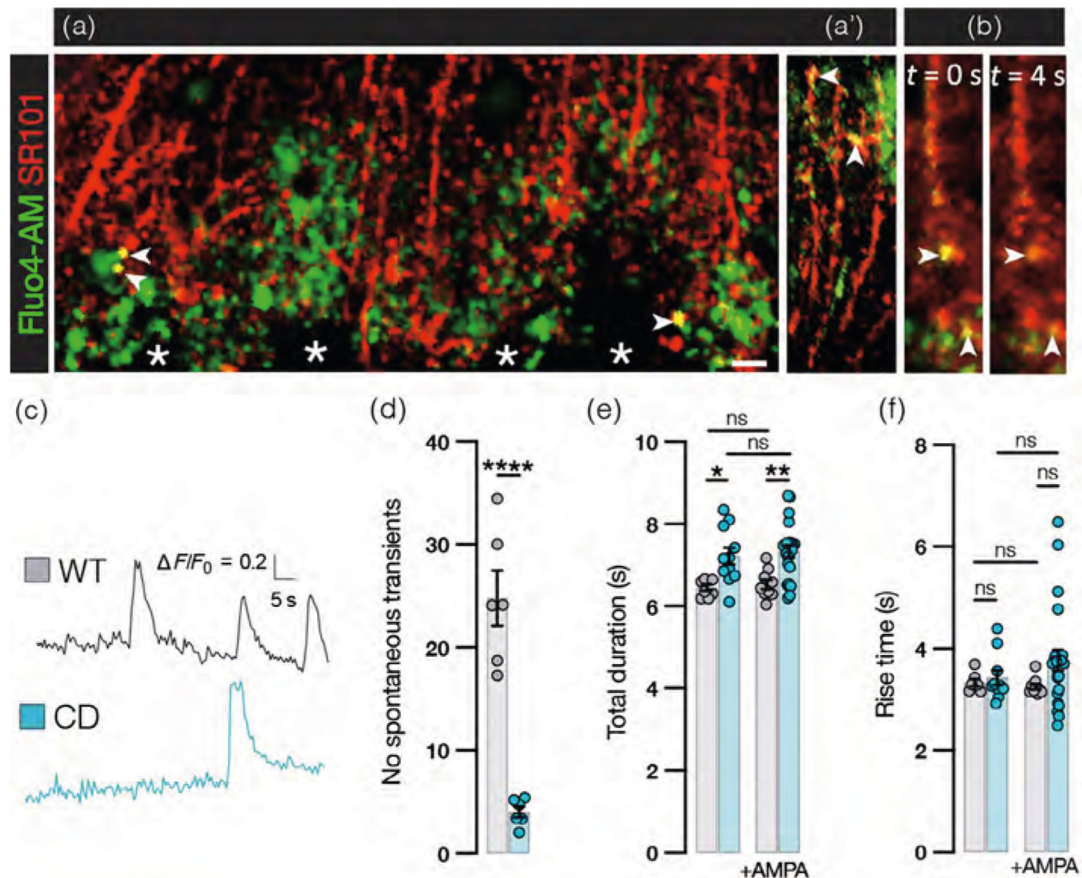 (a) (a') (b)
Fluo4-AM SR101
t = 0 s t = 4 s
* * * *
(c)
WT
ΔF/F0 = 0.2
5 s
CD
(d)
No spontaneous transients
40
30
20
10
0
****
(e)
Total duration (s)
10
8
6
4
2
0
ns
ns
* **
+AMPA
(f)
Rise time (s)
8
6
4
2
0
ns
ns
ns
ns
+AMPA